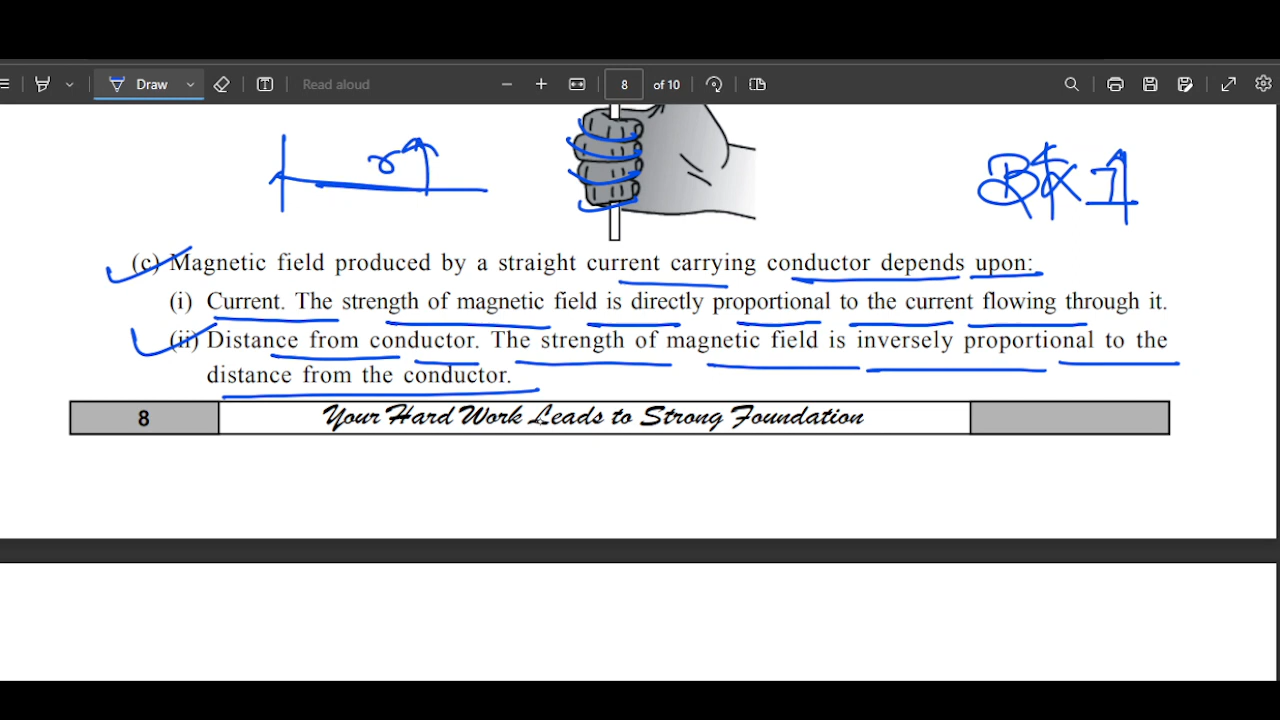 Draw
Read aloud
8 of 10
r
B ∝ I
(c) Magnetic field produced by a straight current carrying conductor depends upon:
(i) Current. The strength of magnetic field is directly proportional to the current flowing through it.
(ii) Distance from conductor. The strength of magnetic field is inversely proportional to the
distance from the conductor.
8 Your Hard Work Leads to Strong Foundation